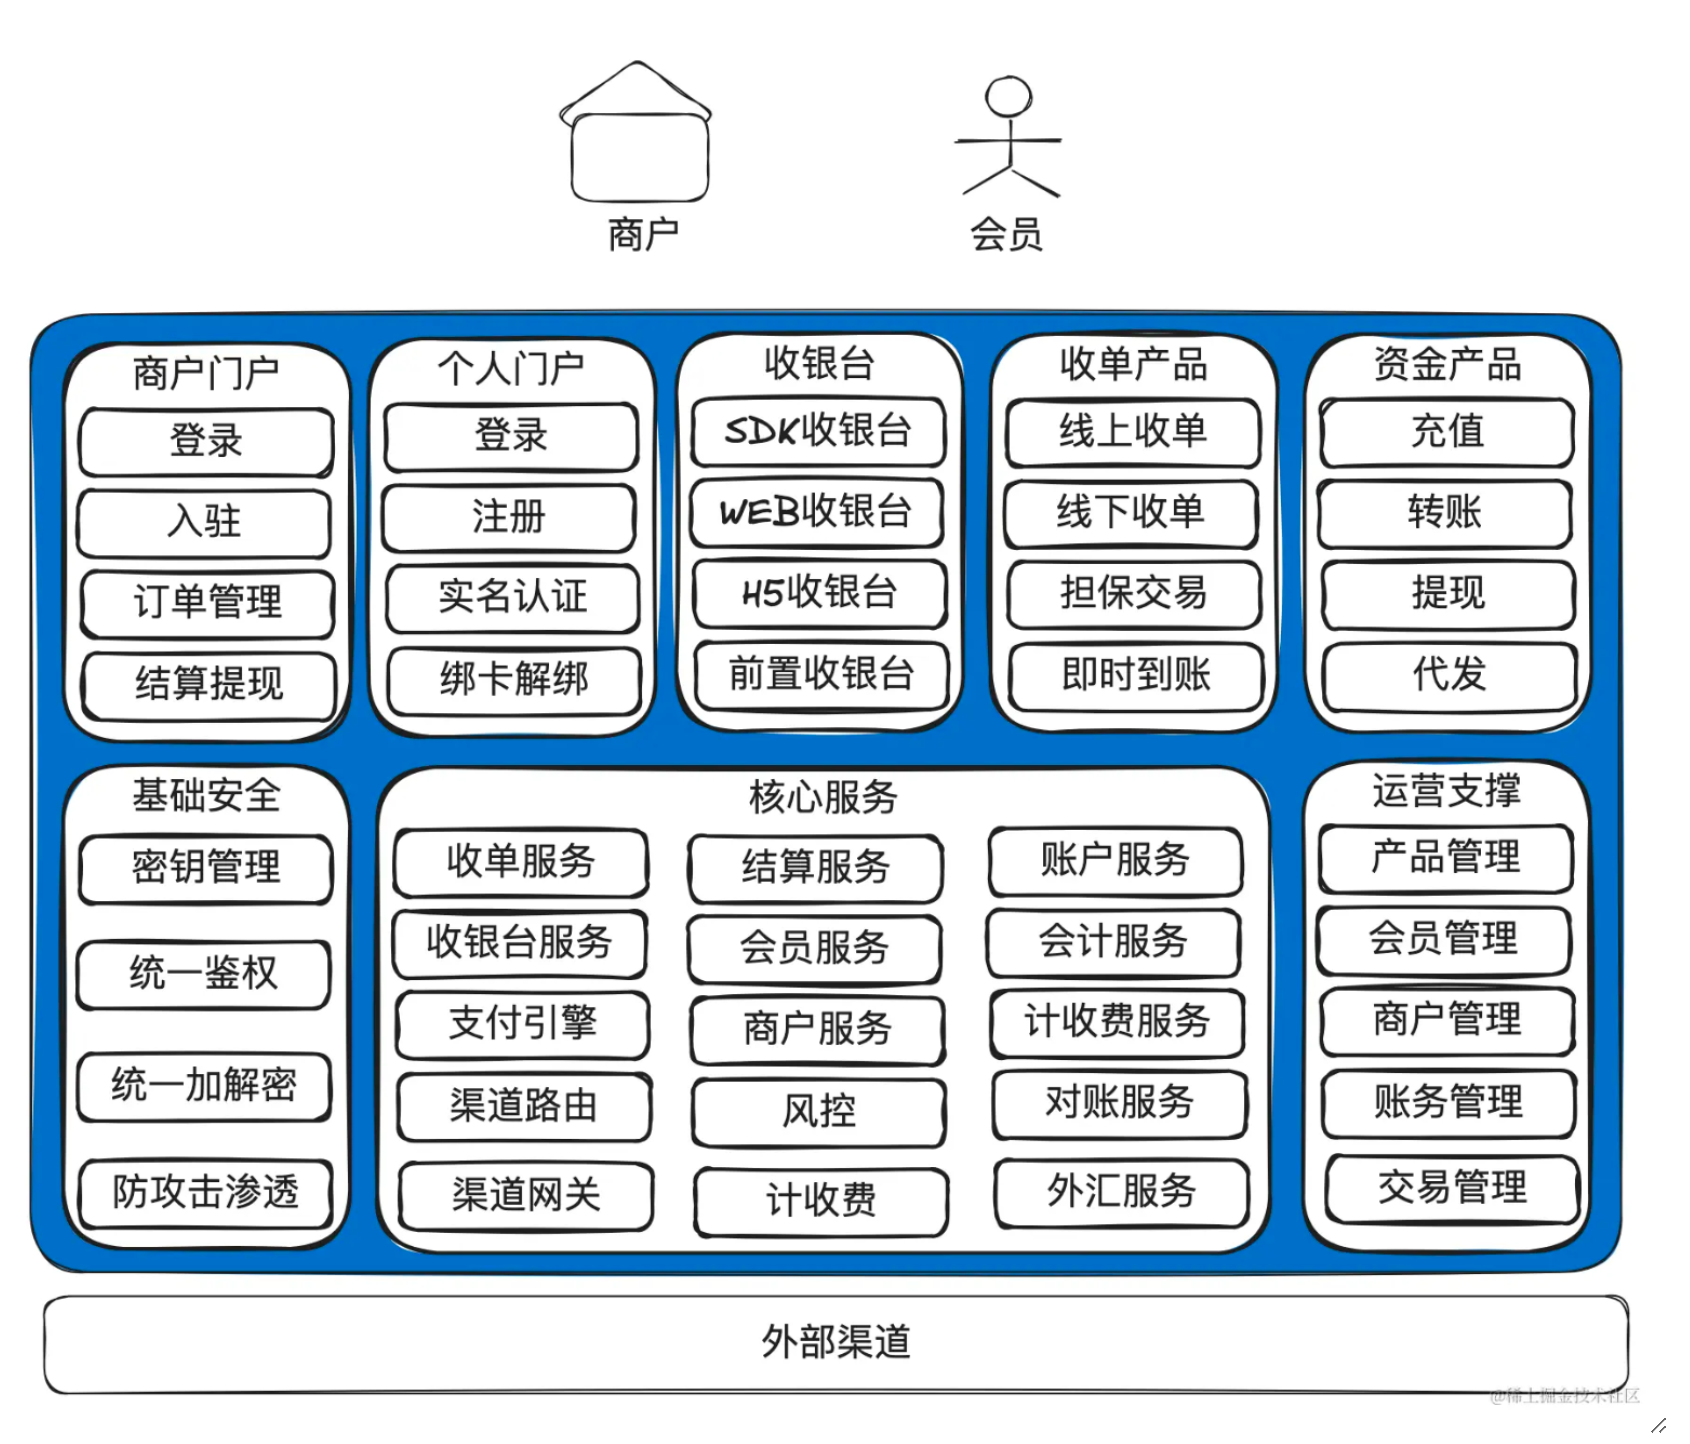 商户
会员
商户门户
登录
入驻
订单管理
结算提现
个人门户
登录
注册
实名认证
绑卡解绑
收银台
SDK收银台
WEB收银台
H5收银台
前置收银台
收单产品
线上收单
线下收单
担保交易
即时到账
资金产品
充值
转账
提现
代发
基础安全
密钥管理
统一鉴权
统一加解密
防攻击渗透
核心服务
收单服务
收银台服务
支付引擎
渠道路由
渠道网关
结算服务
会员服务
商户服务
风控
计收费
账户服务
会计服务
计收费服务
对账服务
外汇服务
运营支撑
产品管理
会员管理
商户管理
账务管理
交易管理
外部渠道
@稀土掘金技术社区